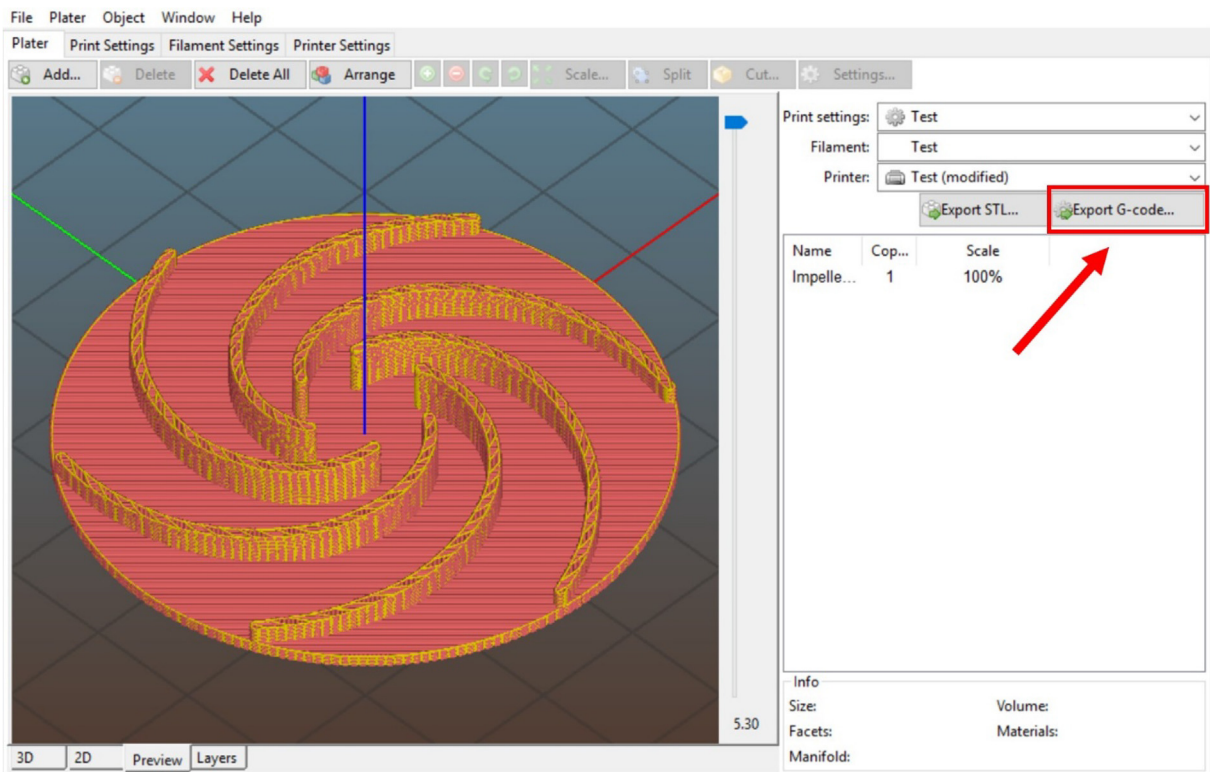 File Plater Object Window Help
Plater Print Settings Filament Settings Printer Settings
Add... Delete Delete All Arrange Scale... Split Cut... Settings...
Print settings: Test
Filament: Test
Printer: Test (modified)
Export STL... Export G-code...
Name Cop... Scale
Impelle... 1 100%
5.30
Info
Size: Volume:
Facets: Materials:
Manifold:
3D 2D Preview Layers